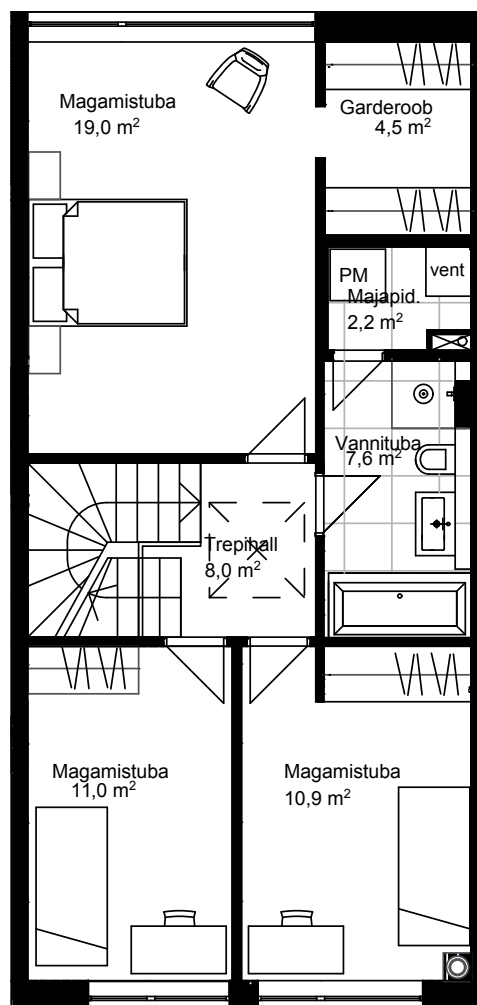 Magamistuba
19,0 m²
Garderoob
4,5 m²
PM
vent
Majapid.
2,2 m²
Vannituba
7,6 m²
Trepihall
8,0 m²
Magamistuba
11,0 m²
Magamistuba
10,9 m²